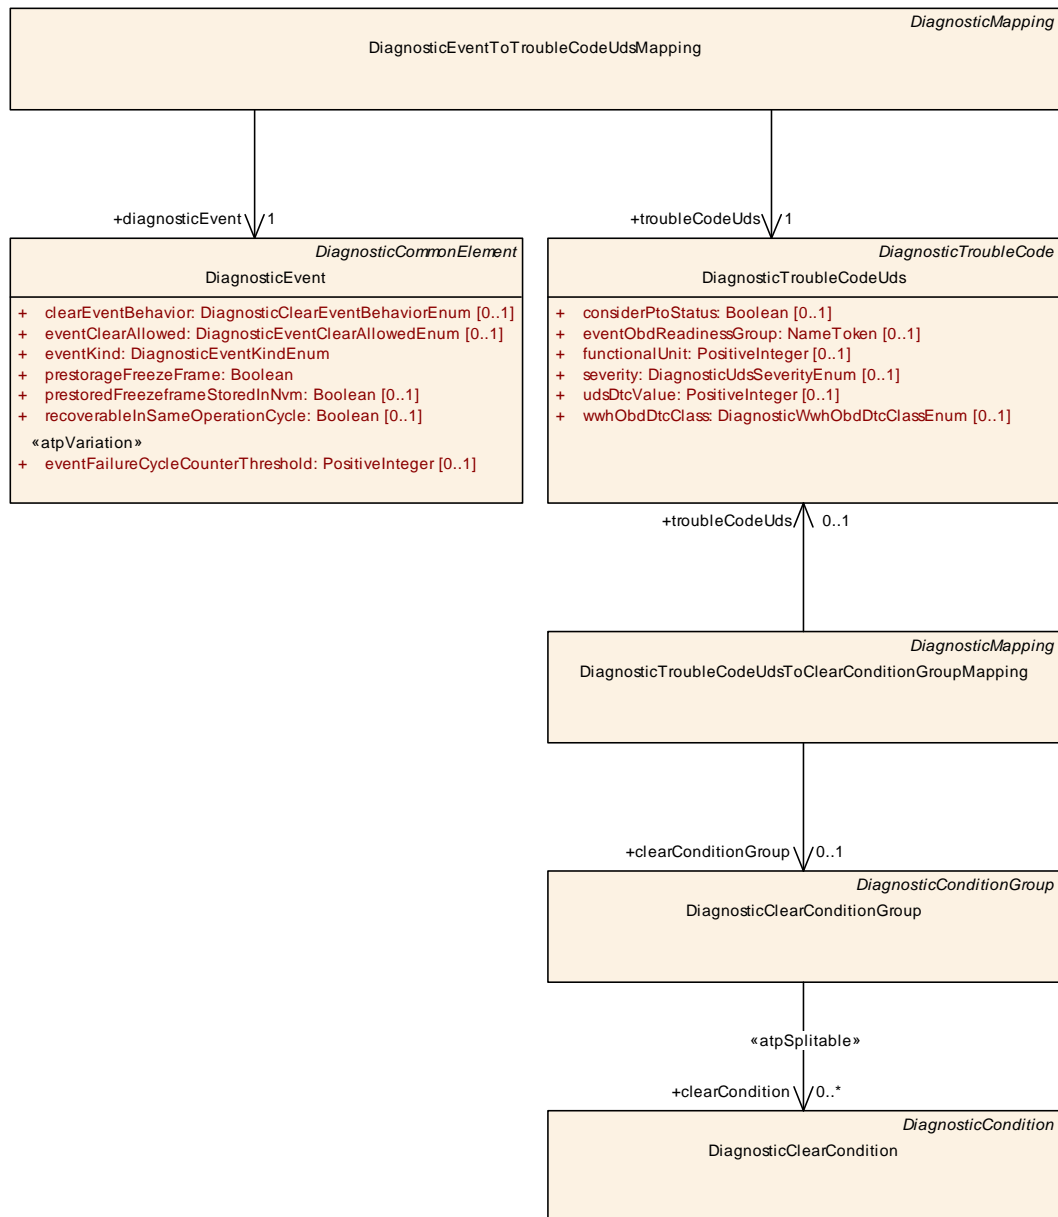 DiagnosticMapping
DiagnosticEventToTroubleCodeUdsMapping
+diagnosticEvent 1
+troubleCodeUds 1
DiagnosticCommonElement
DiagnosticEvent
+ clearEventBehavior: DiagnosticClearEventBehaviorEnum [0..1]
+ eventClearAllowed: DiagnosticEventClearAllowedEnum [0..1]
+ eventKind: DiagnosticEventKindEnum
+ prestorageFreezeFrame: Boolean
+ prestoredFreezeframeStoredInNvm: Boolean [0..1]
+ recoverableInSameOperationCycle: Boolean [0..1]
«atpVariation»
+ eventFailureCycleCounterThreshold: PositiveInteger [0..1]
DiagnosticTroubleCode
DiagnosticTroubleCodeUds
+ considerPtoStatus: Boolean [0..1]
+ eventObdReadinessGroup: NameToken [0..1]
+ functionalUnit: PositiveInteger [0..1]
+ severity: DiagnosticUdsSeverityEnum [0..1]
+ udsDtcValue: PositiveInteger [0..1]
+ wwhObdDtcClass: DiagnosticWwhObdDtcClassEnum [0..1]
+troubleCodeUds 0..1
DiagnosticMapping
DiagnosticTroubleCodeUdsToClearConditionGroupMapping
+clearConditionGroup 0..1
DiagnosticConditionGroup
DiagnosticClearConditionGroup
«atpSplitable»
+clearCondition 0..*
DiagnosticCondition
DiagnosticClearCondition